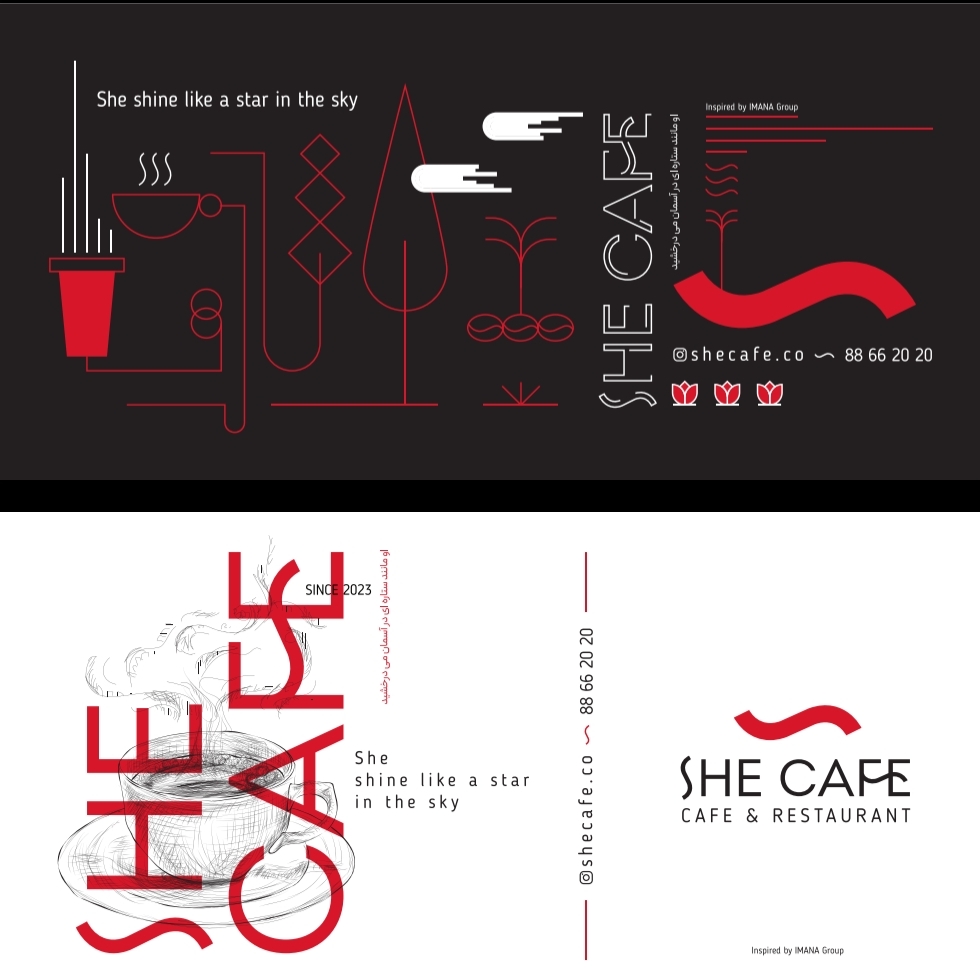 She shine like a star in the sky
SHE CAFE
او مانند ستاره ای در آسمان می درخشید
Inspired by IMANA Group
shecafe.co 88 66 20 20
SHE
CAFE
SINCE 2023
او مانند ستاره ای در آسمان می درخشید
She
shine like a star
in the sky
shecafe.co 88 66 20 20
SHE CAFE
CAFE & RESTAURANT
Inspired by IMANA Group